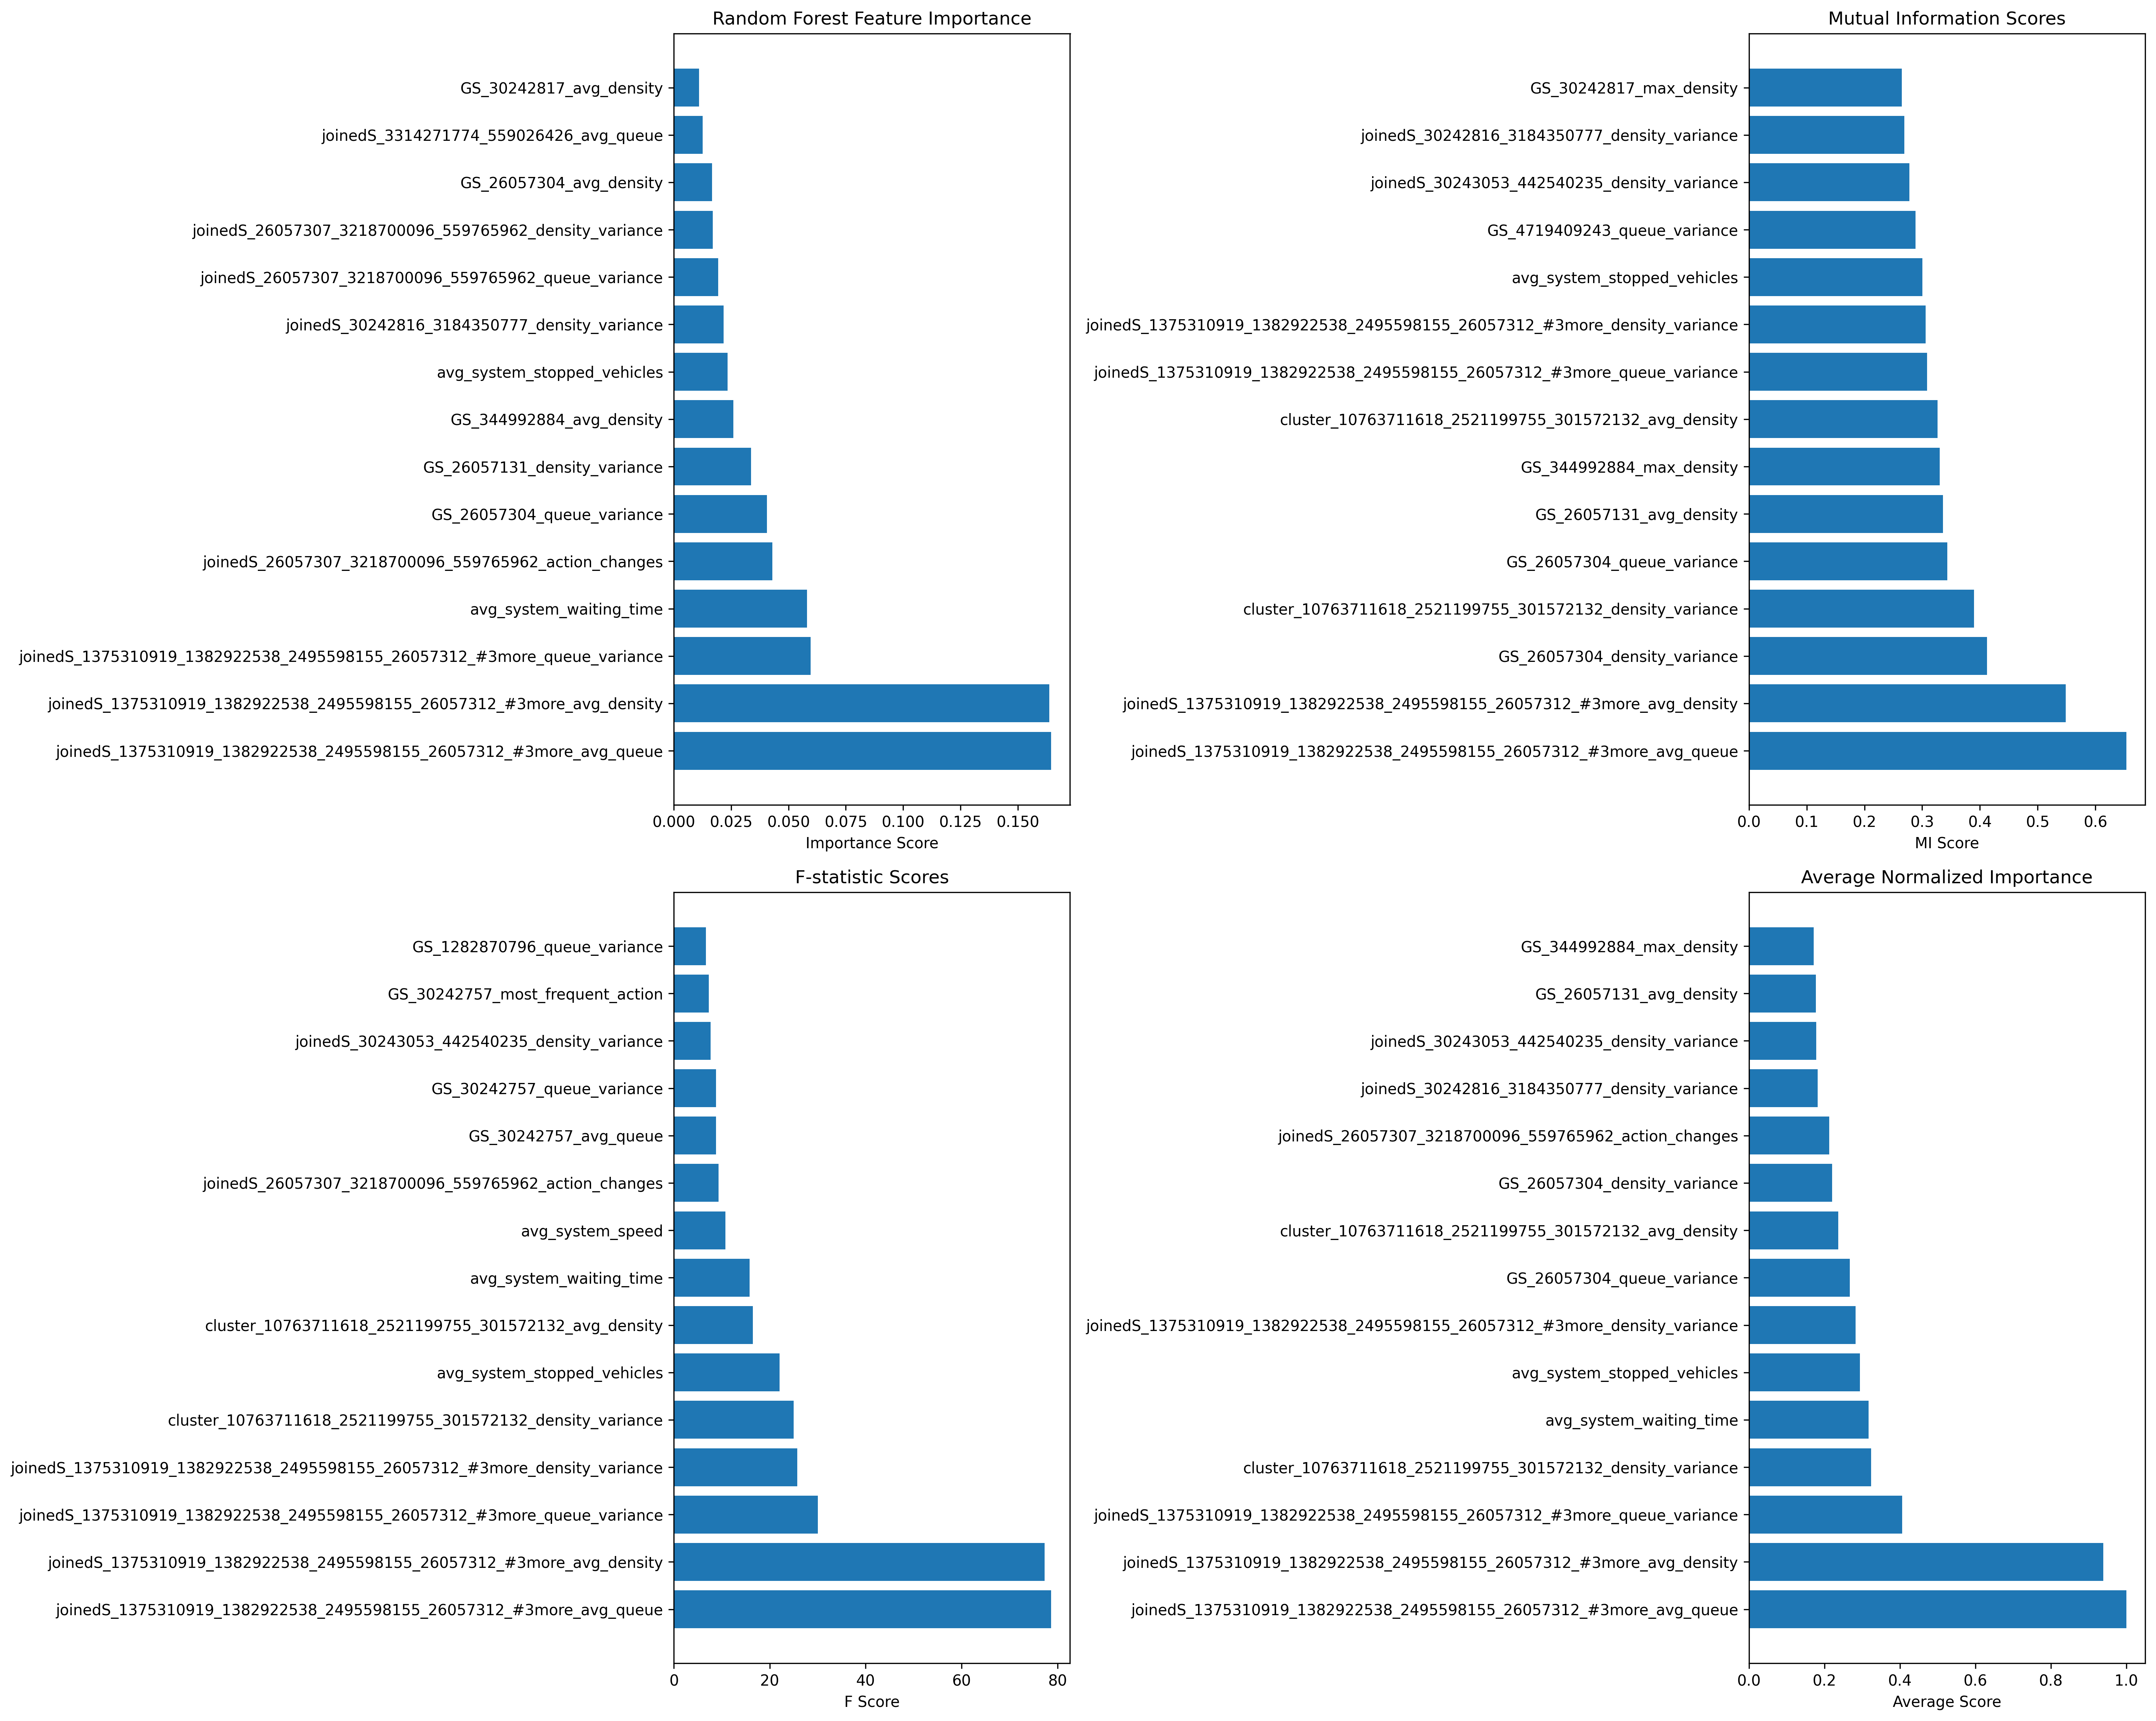 Random Forest Feature Importance
GS_30242817_avg_density
joinedS_3314271774_559026426_avg_queue
GS_26057304_avg_density
joinedS_26057307_3218700096_559765962_density_variance
joinedS_26057307_3218700096_559765962_queue_variance
joinedS_30242816_3184350777_density_variance
avg_system_stopped_vehicles
GS_344992884_avg_density
GS_26057131_density_variance
GS_26057304_queue_variance
joinedS_26057307_3218700096_559765962_action_changes
avg_system_waiting_time
joinedS_1375310919_1382922538_2495598155_26057312_#3more_queue_variance
joinedS_1375310919_1382922538_2495598155_26057312_#3more_avg_density
joinedS_1375310919_1382922538_2495598155_26057312_#3more_avg_queue
0.000 0.025 0.050 0.075 0.100 0.125 0.150
Importance Score
Mutual Information Scores
GS_30242817_max_density
joinedS_30242816_3184350777_density_variance
joinedS_30243053_442540235_density_variance
GS_4719409243_queue_variance
avg_system_stopped_vehicles
joinedS_1375310919_1382922538_2495598155_26057312_#3more_density_variance
joinedS_1375310919_1382922538_2495598155_26057312_#3more_queue_variance
cluster_10763711618_2521199755_301572132_avg_density
GS_344992884_max_density
GS_26057131_avg_density
GS_26057304_queue_variance
cluster_10763711618_2521199755_301572132_density_variance
GS_26057304_density_variance
joinedS_1375310919_1382922538_2495598155_26057312_#3more_avg_density
joinedS_1375310919_1382922538_2495598155_26057312_#3more_avg_queue
0.0 0.1 0.2 0.3 0.4 0.5 0.6
MI Score
F-statistic Scores
GS_1282870796_queue_variance
GS_30242757_most_frequent_action
joinedS_30243053_442540235_density_variance
GS_30242757_queue_variance
GS_30242757_avg_queue
joinedS_26057307_3218700096_559765962_action_changes
avg_system_speed
avg_system_waiting_time
cluster_10763711618_2521199755_301572132_avg_density
avg_system_stopped_vehicles
cluster_10763711618_2521199755_301572132_density_variance
joinedS_1375310919_1382922538_2495598155_26057312_#3more_density_variance
joinedS_1375310919_1382922538_2495598155_26057312_#3more_queue_variance
joinedS_1375310919_1382922538_2495598155_26057312_#3more_avg_density
joinedS_1375310919_1382922538_2495598155_26057312_#3more_avg_queue
0 20 40 60 80
F Score
Average Normalized Importance
GS_344992884_max_density
GS_26057131_avg_density
joinedS_30243053_442540235_density_variance
joinedS_30242816_3184350777_density_variance
joinedS_26057307_3218700096_559765962_action_changes
GS_26057304_density_variance
cluster_10763711618_2521199755_301572132_avg_density
GS_26057304_queue_variance
joinedS_1375310919_1382922538_2495598155_26057312_#3more_density_variance
avg_system_stopped_vehicles
avg_system_waiting_time
cluster_10763711618_2521199755_301572132_density_variance
joinedS_1375310919_1382922538_2495598155_26057312_#3more_queue_variance
joinedS_1375310919_1382922538_2495598155_26057312_#3more_avg_density
joinedS_1375310919_1382922538_2495598155_26057312_#3more_avg_queue
0.0 0.2 0.4 0.6 0.8 1.0
Average Score